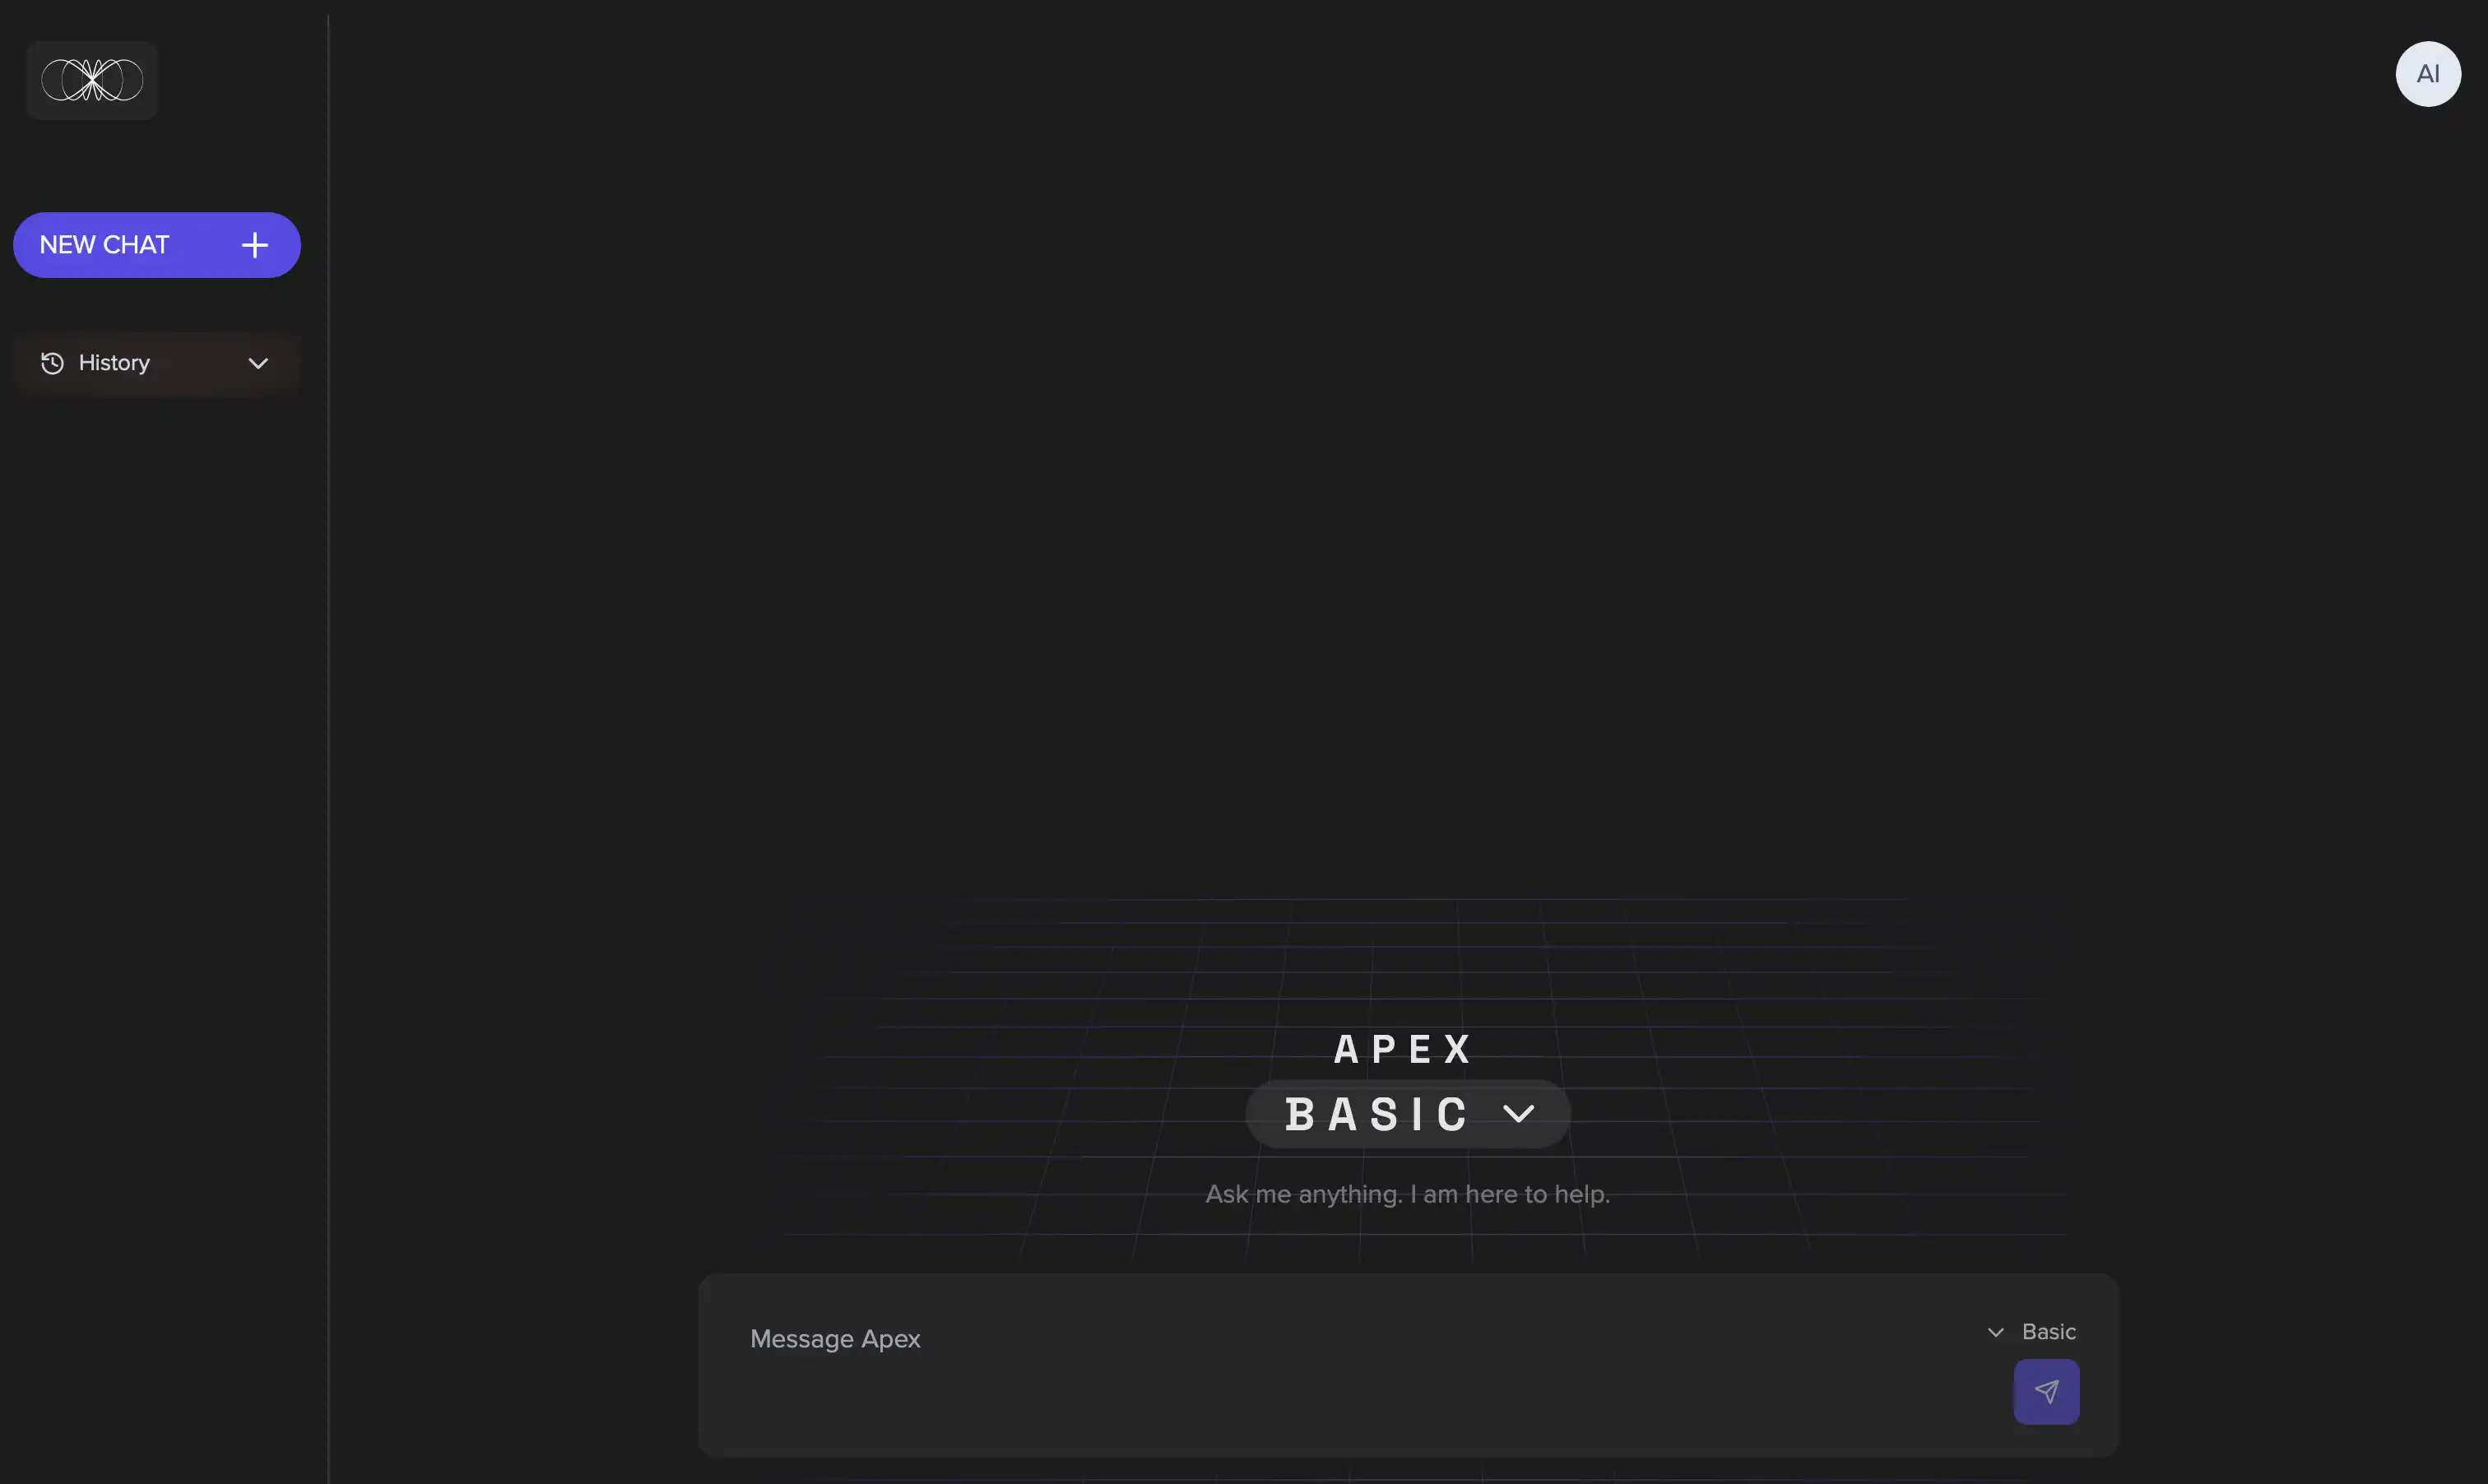 AI
NEW CHAT
History
APEX
BASIC
Ask me anything. I am here to help.
Message Apex
Basic